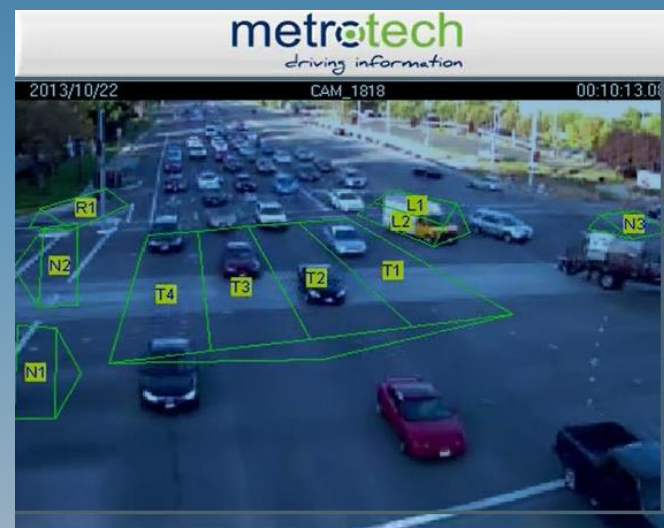 metrotech
driving information
2013/10/22 CAM_1818 00:10:13.08
R1
L1
L2
N3
N2
T4
T3
T2
T1
N1